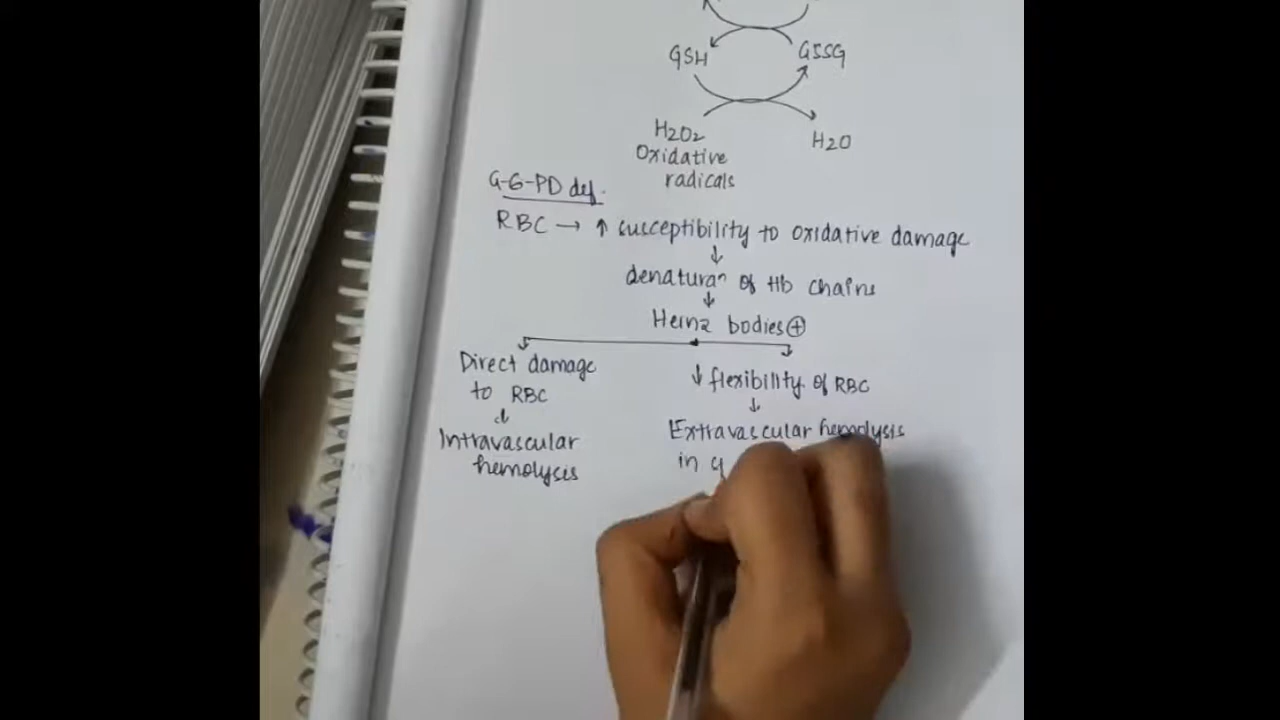 GSH GSSG
H2O2 H2O
Oxidative
radicals
G-6-PD def.
RBC → ↑ susceptibility to oxidative damage
↓
denaturaⁿ of Hb chains
↓
Heinz bodies ⊕
Direct damage
to RBC
↓
Intravascular
hemolysis
↓ flexibility of RBC
↓
Extravascular hemolysis
in